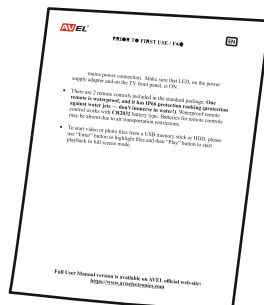 AVEL
PRIOR TO FIRST USE / FAQ
EN
mains power connection. Make sure that LED, on the power
supply adapter and on the TV front panel, is ON.
• There are 2 remote controls included in the standard package. One
remote is waterproof, and it has IP66 protection ranking (protection
against water jets – don't immerse in water!). Waterproof remote
control works with CR2032 battery type. Batteries for remote controls
may be absent due to air transportation restrictions.
• To start video or photo files from a USB memory stick or HDD, please
use "Enter" button to highlight files and then "Play" button to start
playback in full screen mode.
Full User Manual version is available on AVEL official web-site:
https://www.aviselectronics.com